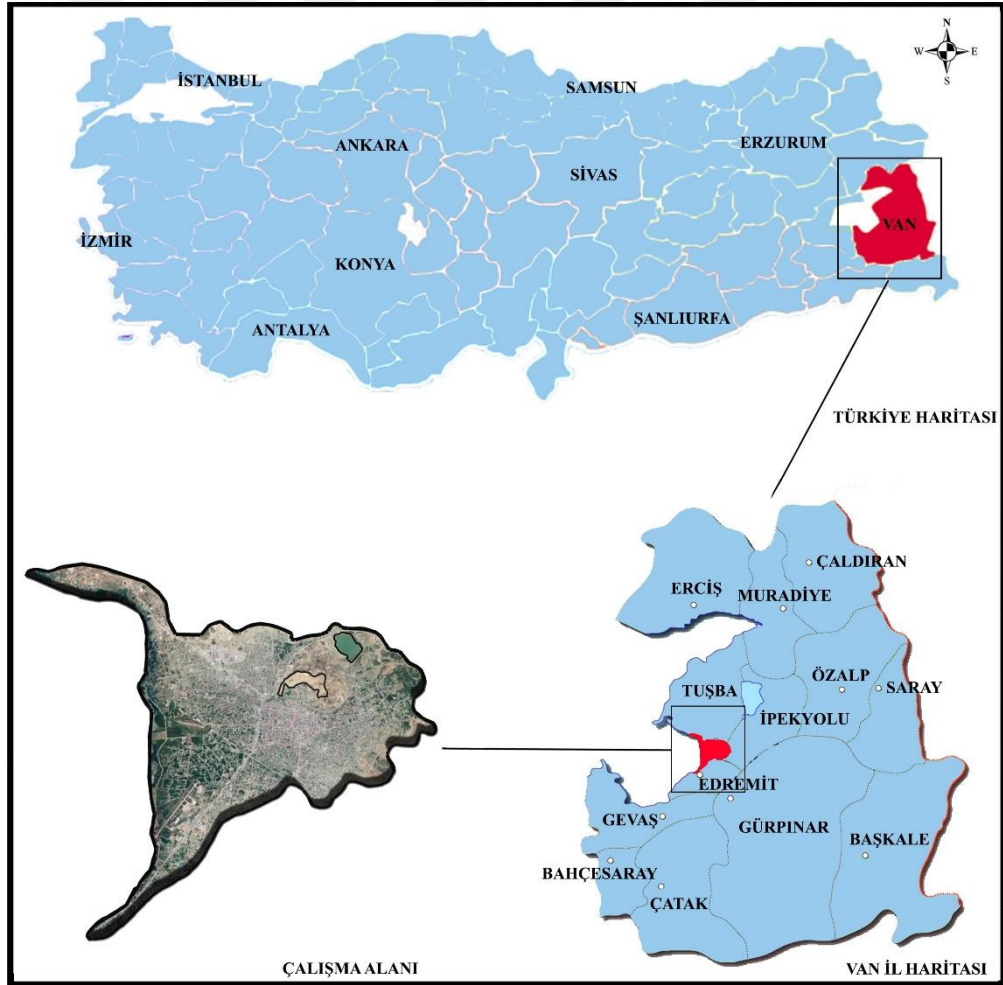 N
W E
S
İSTANBUL
SAMSUN
ANKARA
ERZURUM
SİVAS
VAN
İZMİR
KONYA
ŞANLIURFA
ANTALYA
TÜRKİYE HARİTASI
ÇALDIRAN
ERCİŞ
MURADİYE
ÖZALP
SARAY
TUŞBA
İPEKYOLU
EDREMİT
GEVAŞ
GÜRPINAR
BAŞKALE
BAHÇESARAY
ÇATAK
ÇALIŞMA ALANI
VAN İL HARİTASI